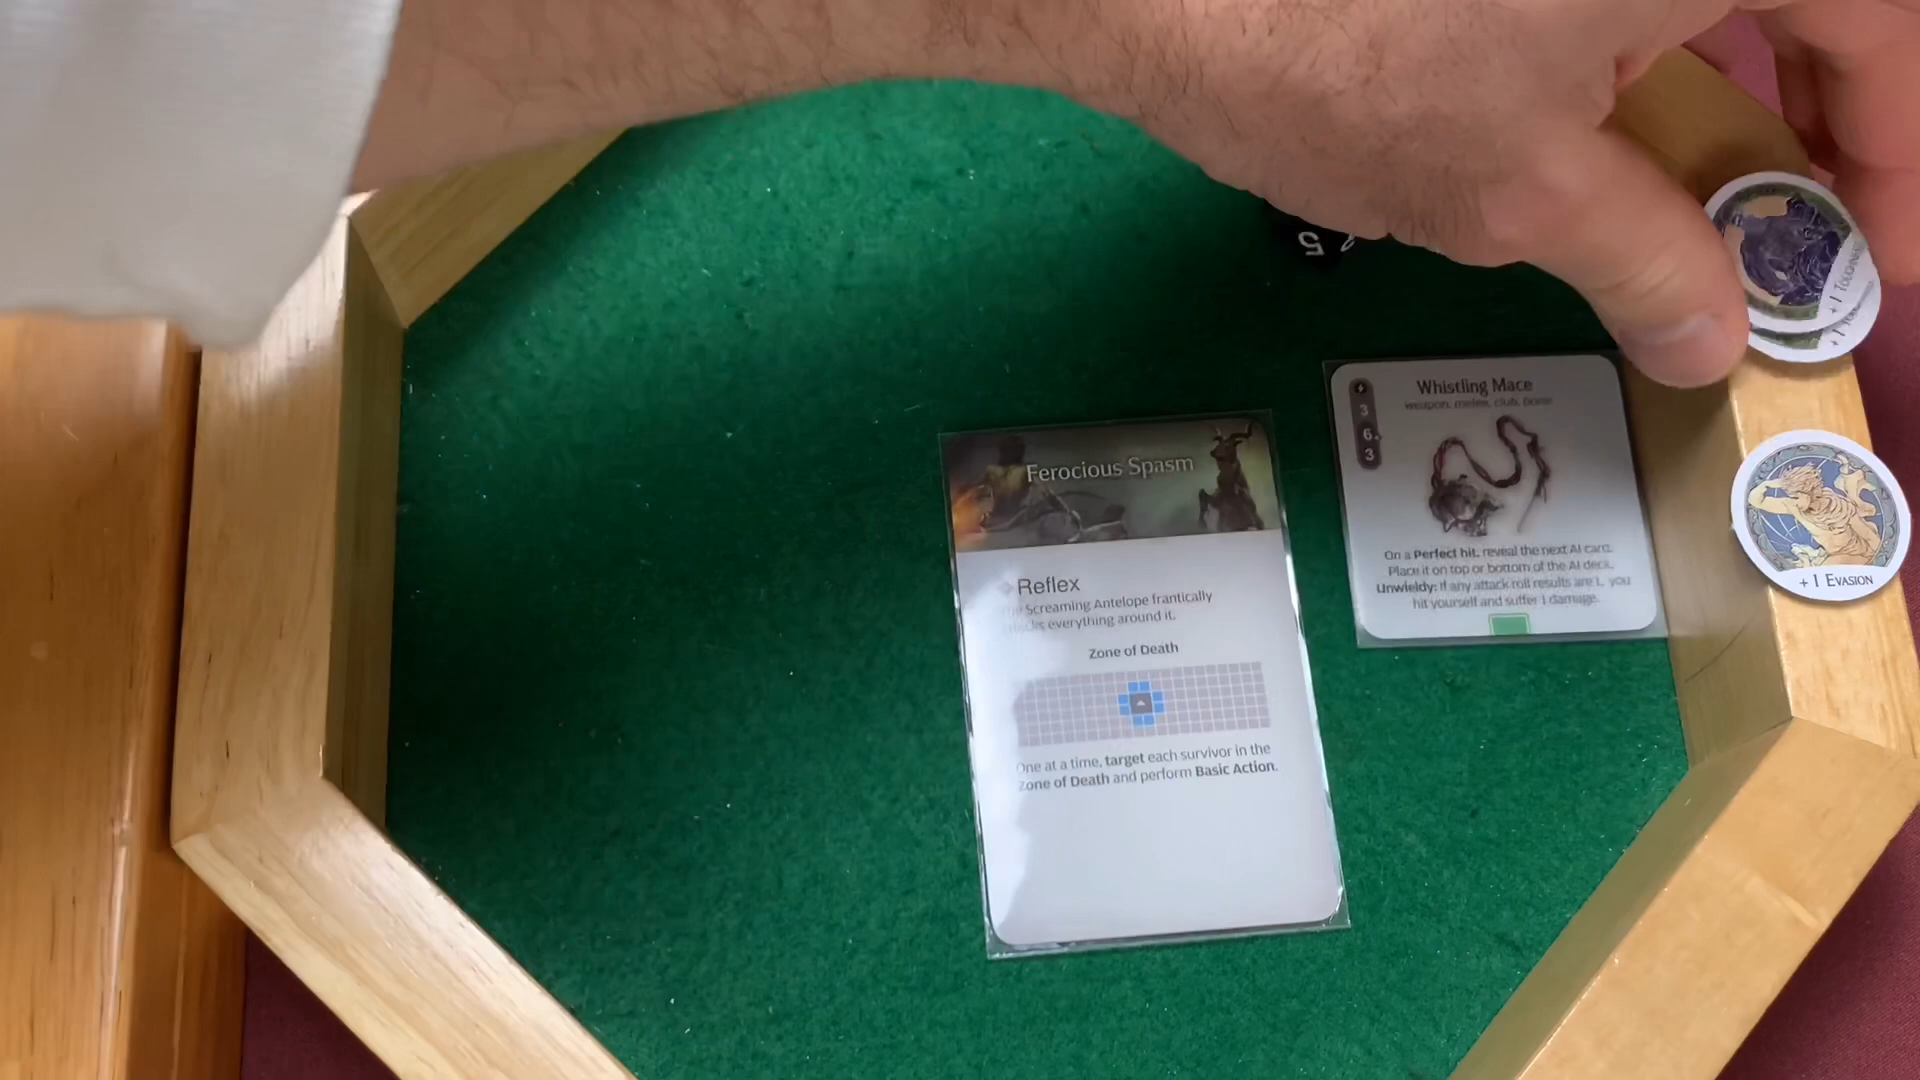 5
+ 1 TOUGHNESS
+ 1
Whistling Mace
weapon, melee, club, bone
3
6.
3
On a Perfect hit, reveal the next AI card.
Place it on top or bottom of the AI deck.
Unwieldy: If any attack roll results are 1, you
hit yourself and suffer 1 damage.
+ 1 EVASION
Ferocious Spasm
Reflex
Screaming Antelope frantically
everything around it.
Zone of Death
One at a time, target each survivor in the
Zone of Death and perform Basic Action.